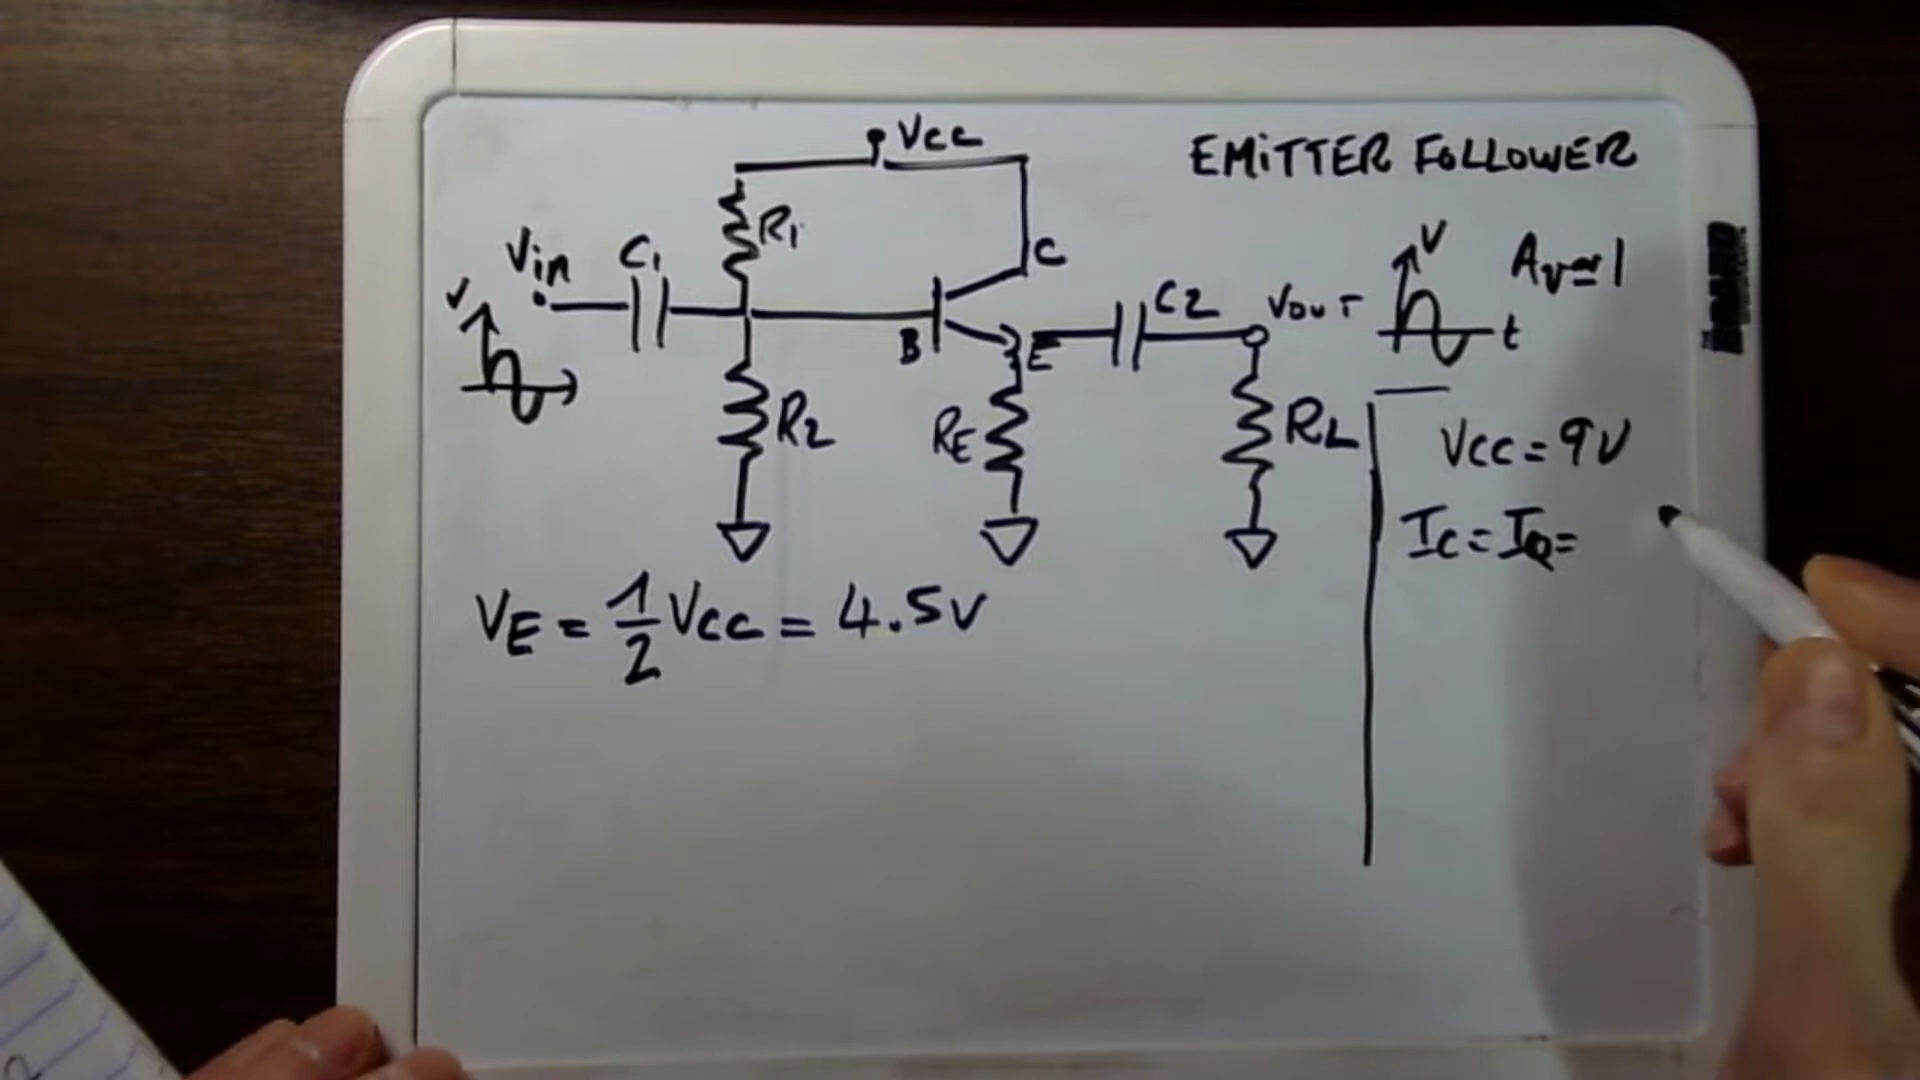 Vcc
EMITTER FOLLOWER
R1
Vin
C1
V
C
B
E
C2
Vout
V
t
Av≃1
R2
RE
RL
Vcc = 9V
Ic = IQ =
VE = 1/2 Vcc = 4.5V